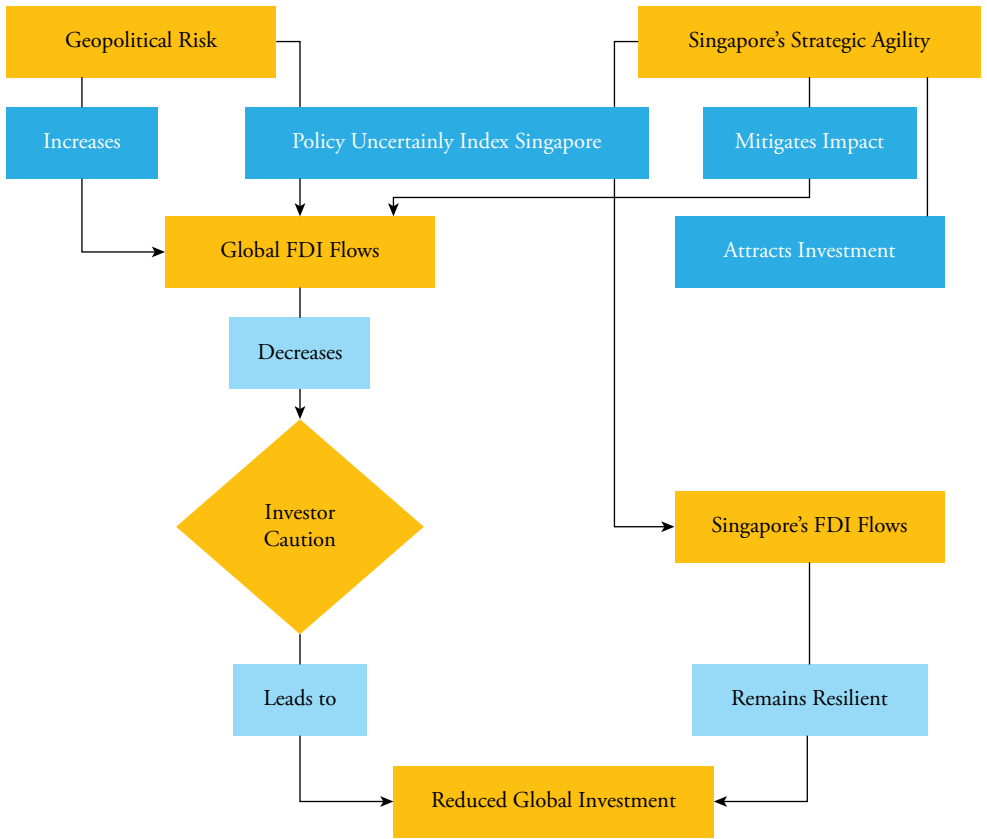 Geopolitical Risk
Singapore’s Strategic Agility
Increases
Policy Uncertainly Index Singapore
Mitigates Impact
Global FDI Flows
Attracts Investment
Decreases
Investor
Caution
Singapore’s FDI Flows
Leads to
Remains Resilient
Reduced Global Investment